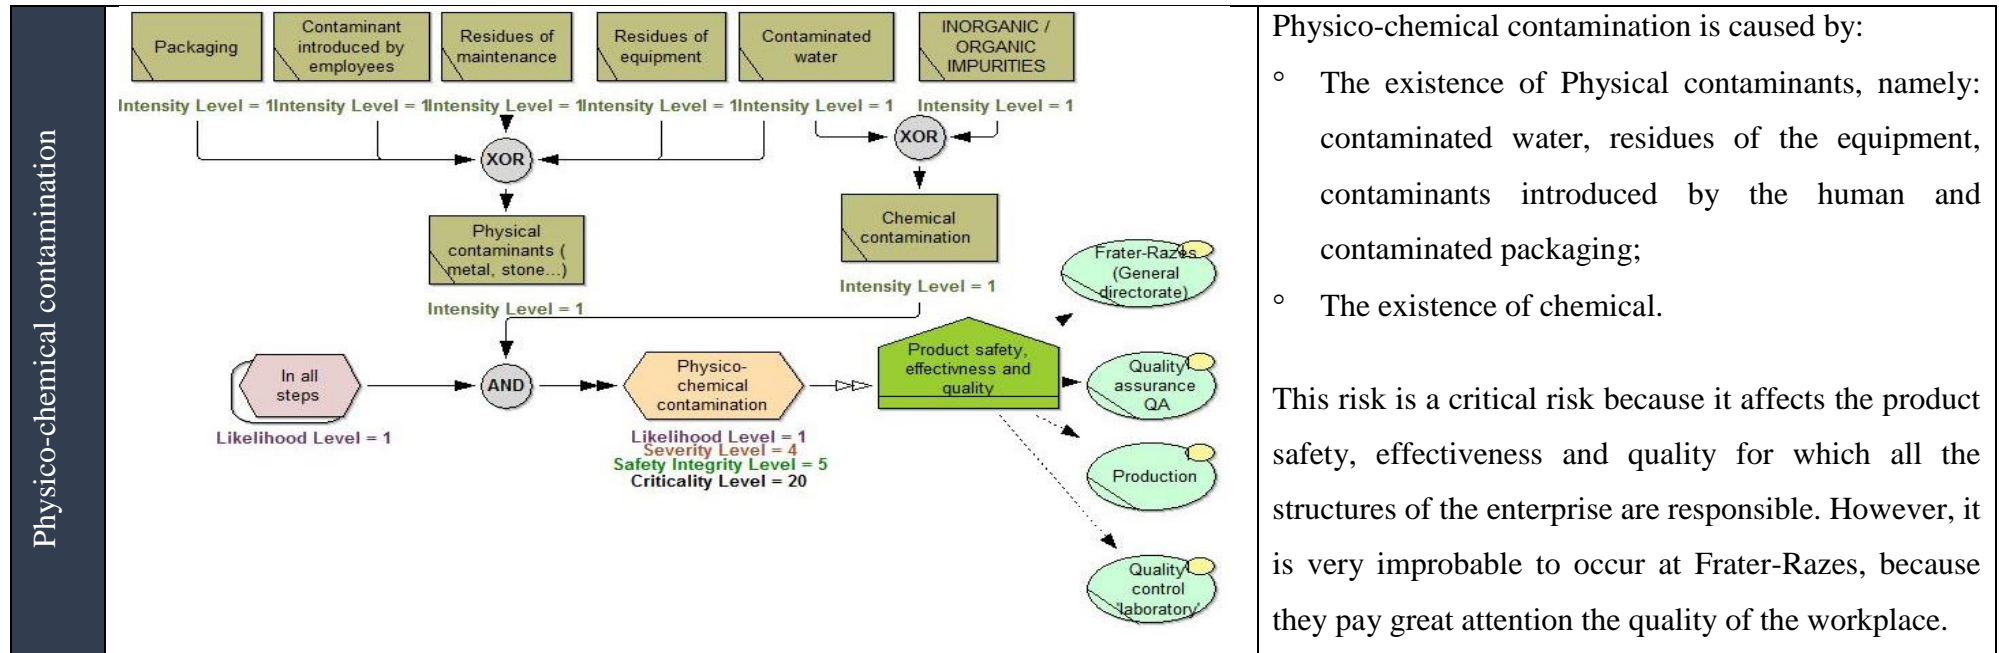 Physico-chemical contamination
Packaging
Contaminant
introduced by
employees
Residues of
maintenance
Residues of
equipment
Contaminated
water
INORGANIC /
ORGANIC
IMPURITIES
Intensity Level = 1
Intensity Level = 1
Intensity Level = 1
Intensity Level = 1
Intensity Level = 1
Intensity Level = 1
XOR
XOR
Physical
contaminants (
metal, stone...)
Intensity Level = 1
Chemical
contamination
Intensity Level = 1
In all
steps
Likelihood Level = 1
AND
Physico-
chemical
contamination
Likelihood Level = 1
Severity Level = 4
Safety Integrity Level = 5
Criticality Level = 20
Product safety,
effectivness and
quality
Frater-Razes
(General
directorate)
Quality
assurance
QA
Production
Quality
control
'laboratory'
Physico-chemical contamination is caused by:
° The existence of Physical contaminants, namely:
contaminated water, residues of the equipment,
contaminants introduced by the human and
contaminated packaging;
° The existence of chemical.
This risk is a critical risk because it affects the product
safety, effectiveness and quality for which all the
structures of the enterprise are responsible. However, it
is very improbable to occur at Frater-Razes, because
they pay great attention the quality of the workplace.